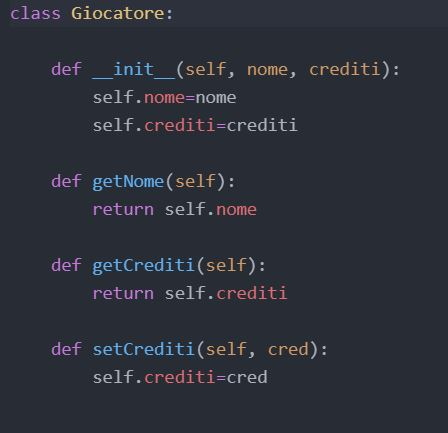 class Giocatore:
    def __init__(self, nome, crediti):
        self.nome=nome
        self.crediti=crediti
    def getNome(self):
        return self.nome
    def getCrediti(self):
        return self.crediti
    def setCrediti(self, cred):
        self.crediti=cred